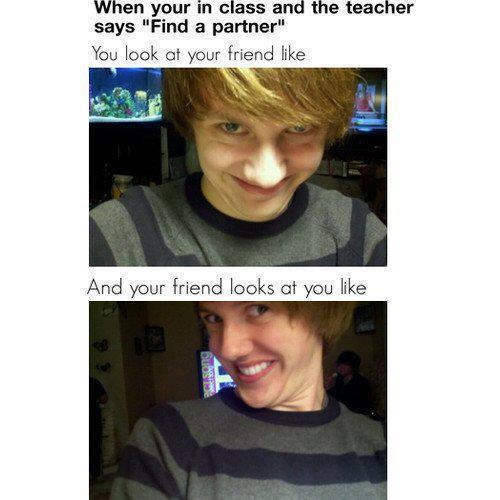 When your in class and the teacher
says "Find a partner"
You look at your friend like
And your friend looks at you like